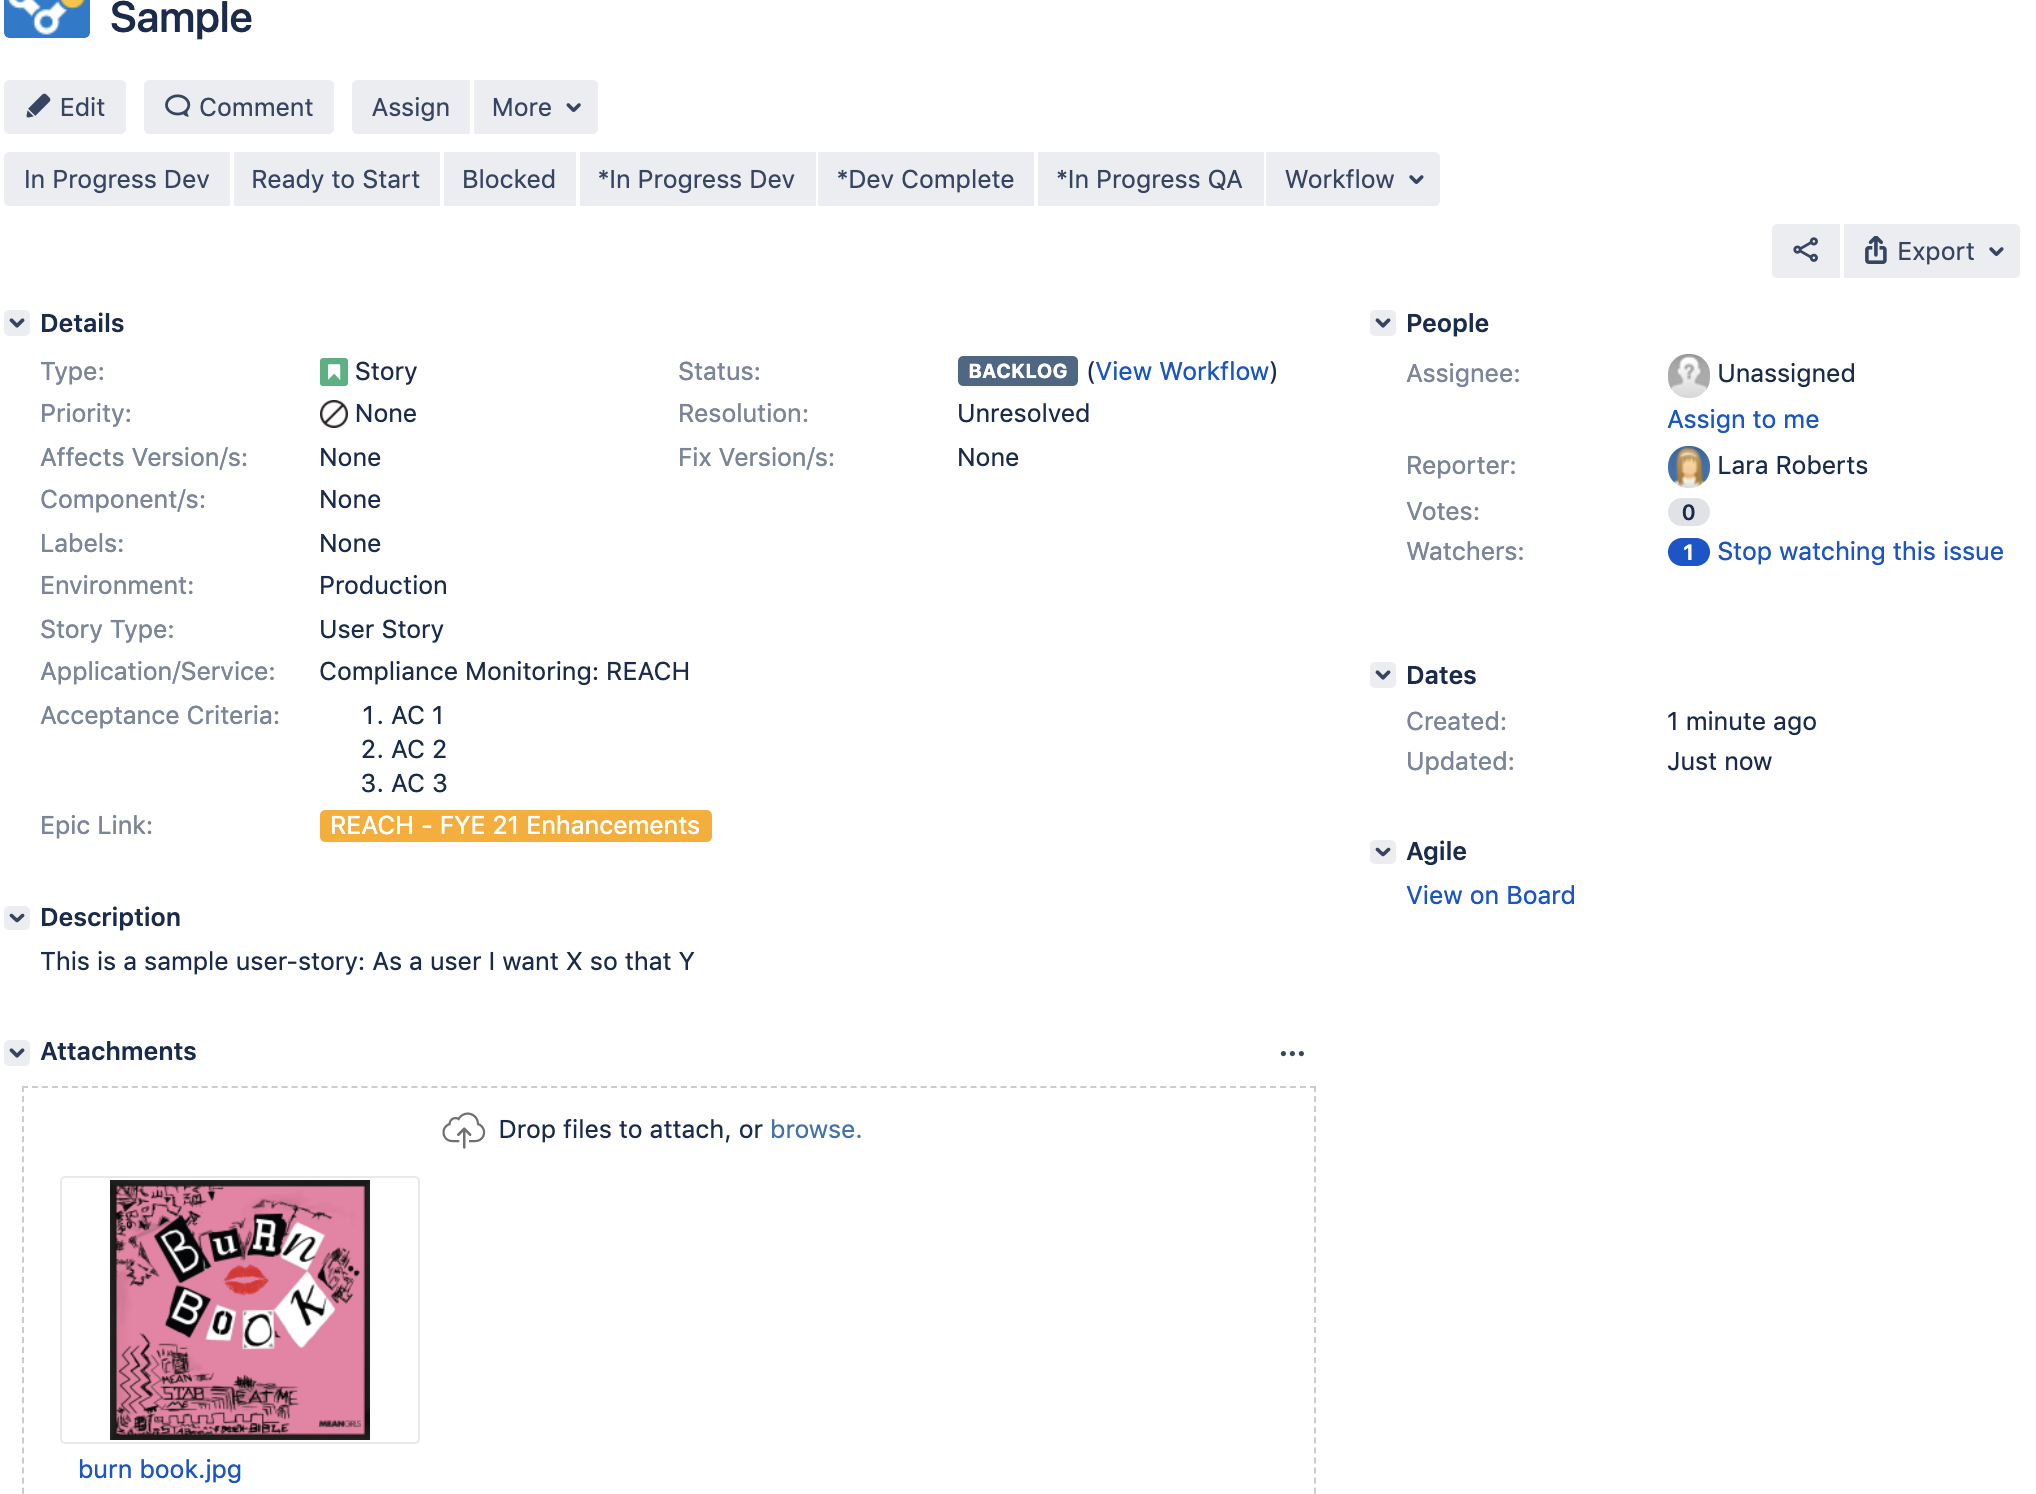 Sample
Edit Comment Assign More
In Progress Dev Ready to Start Blocked *In Progress Dev *Dev Complete *In Progress QA Workflow
Export
Details
Type: Story Status: BACKLOG (View Workflow)
Priority: None Resolution: Unresolved
Affects Version/s: None Fix Version/s: None
Component/s: None
Labels: None
Environment: Production
Story Type: User Story
Application/Service: Compliance Monitoring: REACH
Acceptance Criteria: 1. AC 1
2. AC 2
3. AC 3
Epic Link: REACH - FYE 21 Enhancements
Description
This is a sample user-story: As a user I want X so that Y
Attachments
Drop files to attach, or browse.
BuRn
BOOK
MEAN
STAB EAT ME
ME
BIBLE
MEAN GIRLS
burn book.jpg
People
Assignee: Unassigned
Assign to me
Reporter: Lara Roberts
Votes: 0
Watchers: 1 Stop watching this issue
Dates
Created: 1 minute ago
Updated: Just now
Agile
View on Board